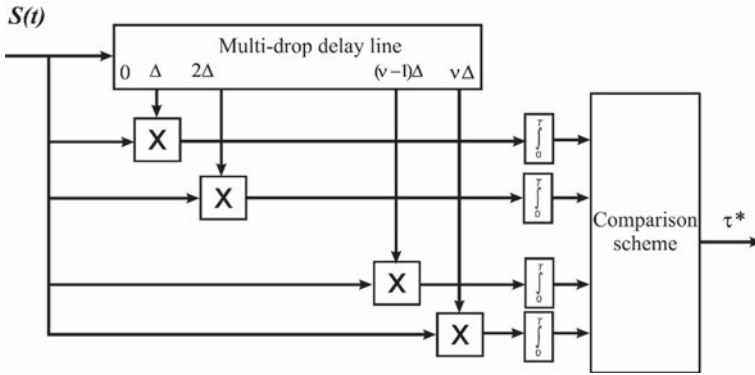 S(t)
Multi-drop delay line
0 Δ 2Δ (ν−1)Δ νΔ
X
T
∫
0
X
T
∫
0
Comparison
scheme
τ*
X
T
∫
0
X
T
∫
0